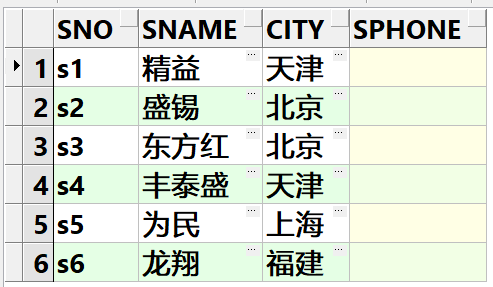 SNO SNAME CITY SPHONE
1 s1 精益 天津
2 s2 盛锡 北京
3 s3 东方红 北京
4 s4 丰泰盛 天津
5 s5 为民 上海
6 s6 龙翔 福建